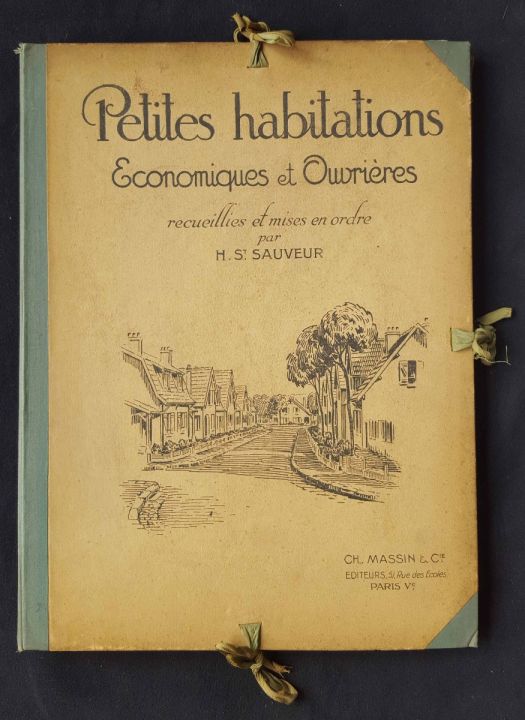 Petites habitations
Economiques et Ouvrières
recueillies et mises en ordre
par
H. ST SAUVEUR
CH. MASSIN & CIE
EDITEURS, 51, Rue des Ecoles
PARIS Ve